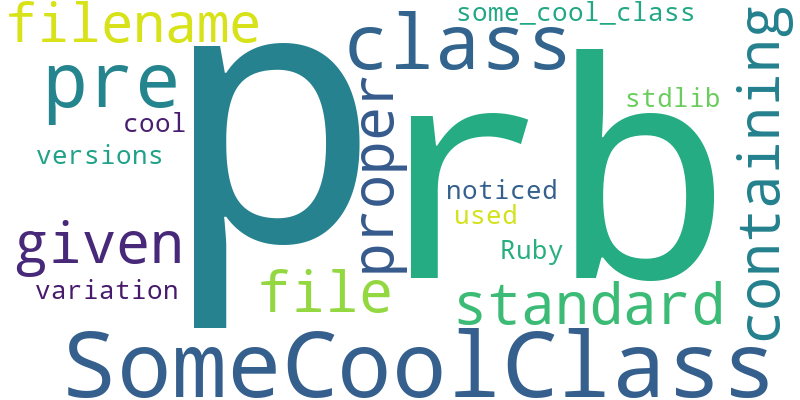 filename
some_cool_class
class
pre
p
rb
proper
containing
cool
stdlib
versions
noticed
used
given
Ruby
variation
file
standard
SomeCoolClass